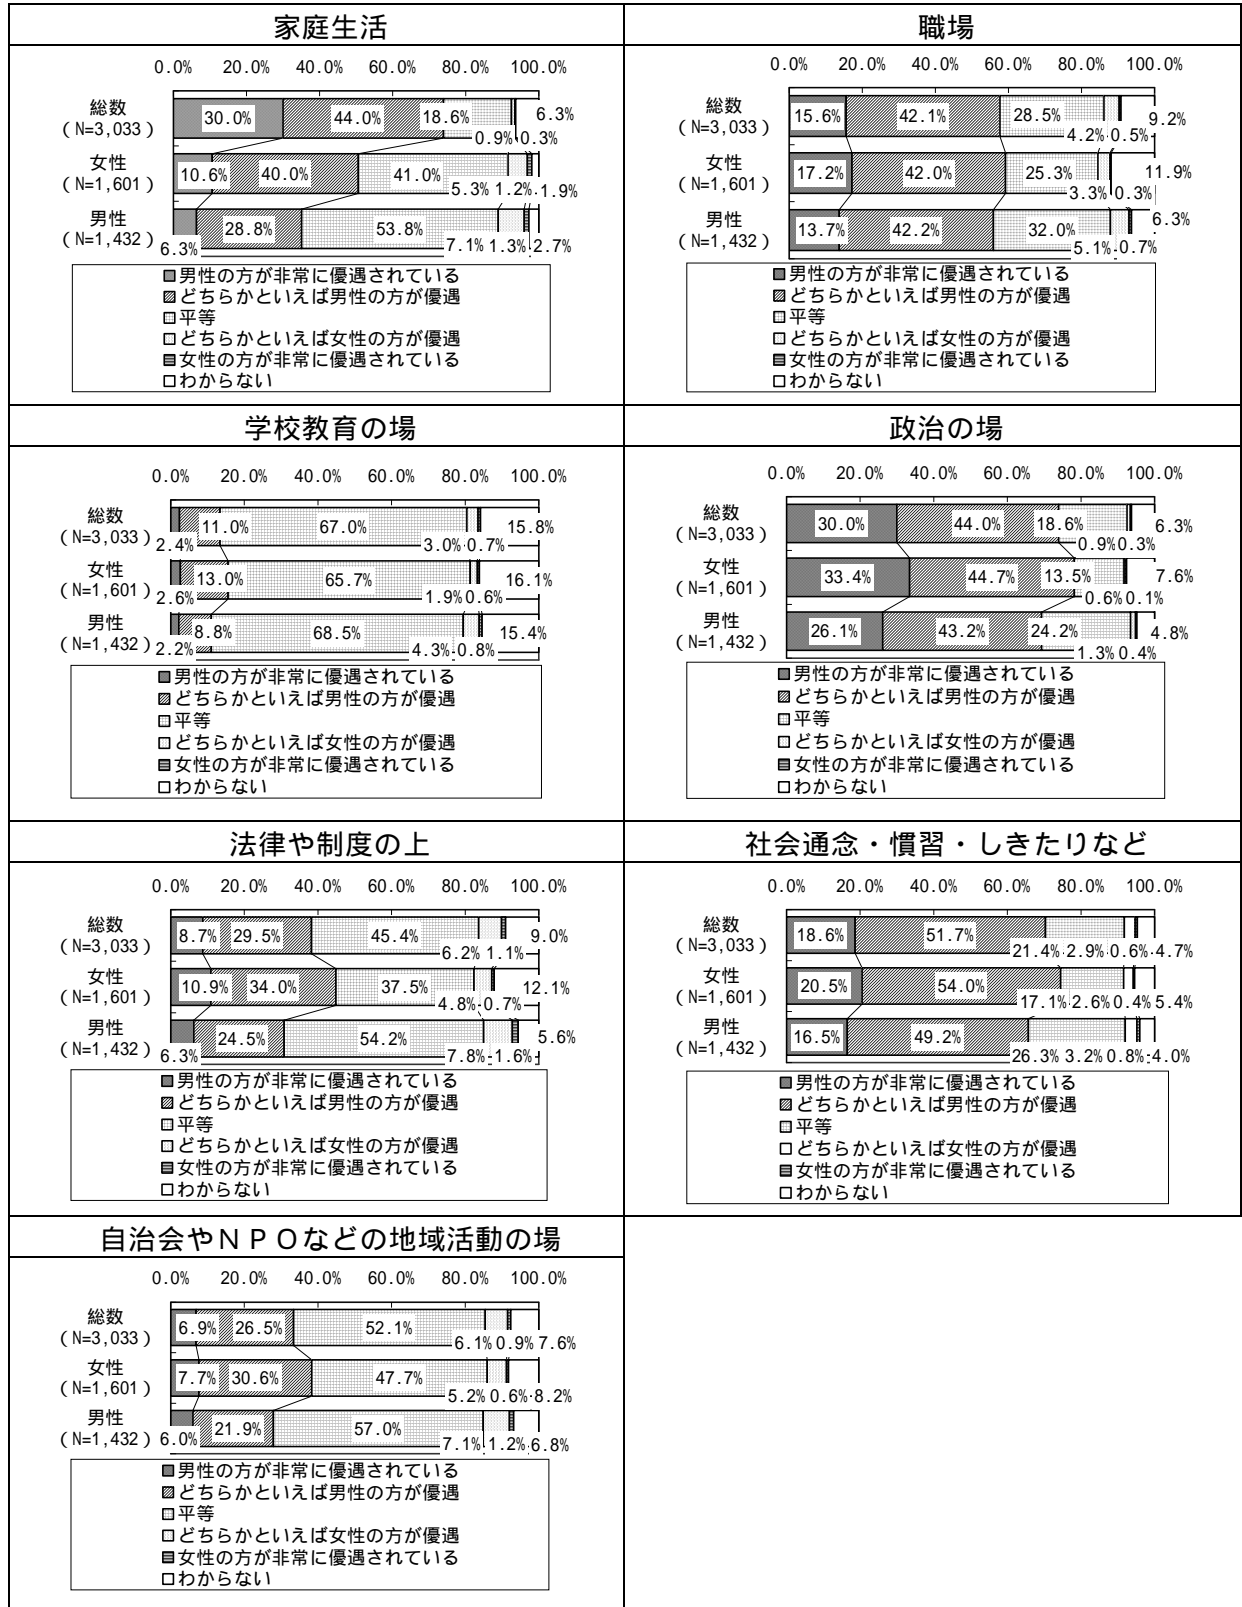 家庭生活
0.0% 20.0% 40.0% 60.0% 80.0% 100.0%
総数
(N=3,033)
30.0% 44.0% 18.6% 0.9% 0.3% 6.3%
女性
(N=1,601)
10.6% 40.0% 41.0% 5.3% 1.2% 1.9%
男性
(N=1,432)
6.3% 28.8% 53.8% 7.1% 1.3% 2.7%
男性の方が非常に優遇されている
どちらかといえば男性の方が優遇
平等
どちらかといえば女性の方が優遇
女性の方が非常に優遇されている
わからない
職場
0.0% 20.0% 40.0% 60.0% 80.0% 100.0%
総数
(N=3,033)
15.6% 42.1% 28.5% 4.2% 0.5% 9.2%
女性
(N=1,601)
17.2% 42.0% 25.3% 3.3% 0.3% 11.9%
男性
(N=1,432)
13.7% 42.2% 32.0% 5.1% 0.7% 6.3%
男性の方が非常に優遇されている
どちらかといえば男性の方が優遇
平等
どちらかといえば女性の方が優遇
女性の方が非常に優遇されている
わからない
学校教育の場
0.0% 20.0% 40.0% 60.0% 80.0% 100.0%
総数
(N=3,033)
2.4% 11.0% 67.0% 3.0% 0.7% 15.8%
女性
(N=1,601)
2.6% 13.0% 65.7% 1.9% 0.6% 16.1%
男性
(N=1,432)
2.2% 8.8% 68.5% 4.3% 0.8% 15.4%
男性の方が非常に優遇されている
どちらかといえば男性の方が優遇
平等
どちらかといえば女性の方が優遇
女性の方が非常に優遇されている
わからない
政治の場
0.0% 20.0% 40.0% 60.0% 80.0% 100.0%
総数
(N=3,033)
30.0% 44.0% 18.6% 0.9% 0.3% 6.3%
女性
(N=1,601)
33.4% 44.7% 13.5% 0.6% 0.1% 7.6%
男性
(N=1,432)
26.1% 43.2% 24.2% 1.3% 0.4% 4.8%
男性の方が非常に優遇されている
どちらかといえば男性の方が優遇
平等
どちらかといえば女性の方が優遇
女性の方が非常に優遇されている
わからない
法律や制度の上
0.0% 20.0% 40.0% 60.0% 80.0% 100.0%
総数
(N=3,033)
8.7% 29.5% 45.4% 6.2% 1.1% 9.0%
女性
(N=1,601)
10.9% 34.0% 37.5% 4.8% 0.7% 12.1%
男性
(N=1,432)
6.3% 24.5% 54.2% 7.8% 1.6% 5.6%
男性の方が非常に優遇されている
どちらかといえば男性の方が優遇
平等
どちらかといえば女性の方が優遇
女性の方が非常に優遇されている
わからない
社会通念・慣習・しきたりなど
0.0% 20.0% 40.0% 60.0% 80.0% 100.0%
総数
(N=3,033)
18.6% 51.7% 21.4% 2.9% 0.6% 4.7%
女性
(N=1,601)
20.5% 54.0% 17.1% 2.6% 0.4% 5.4%
男性
(N=1,432)
16.5% 49.2% 26.3% 3.2% 0.8% 4.0%
男性の方が非常に優遇されている
どちらかといえば男性の方が優遇
平等
どちらかといえば女性の方が優遇
女性の方が非常に優遇されている
わからない
自治会やNPOなどの地域活動の場
0.0% 20.0% 40.0% 60.0% 80.0% 100.0%
総数
(N=3,033)
6.9% 26.5% 52.1% 6.1% 0.9% 7.6%
女性
(N=1,601)
7.7% 30.6% 47.7% 5.2% 0.6% 8.2%
男性
(N=1,432)
6.0% 21.9% 57.0% 7.1% 1.2% 6.8%
男性の方が非常に優遇されている
どちらかといえば男性の方が優遇
平等
どちらかといえば女性の方が優遇
女性の方が非常に優遇されている
わからない